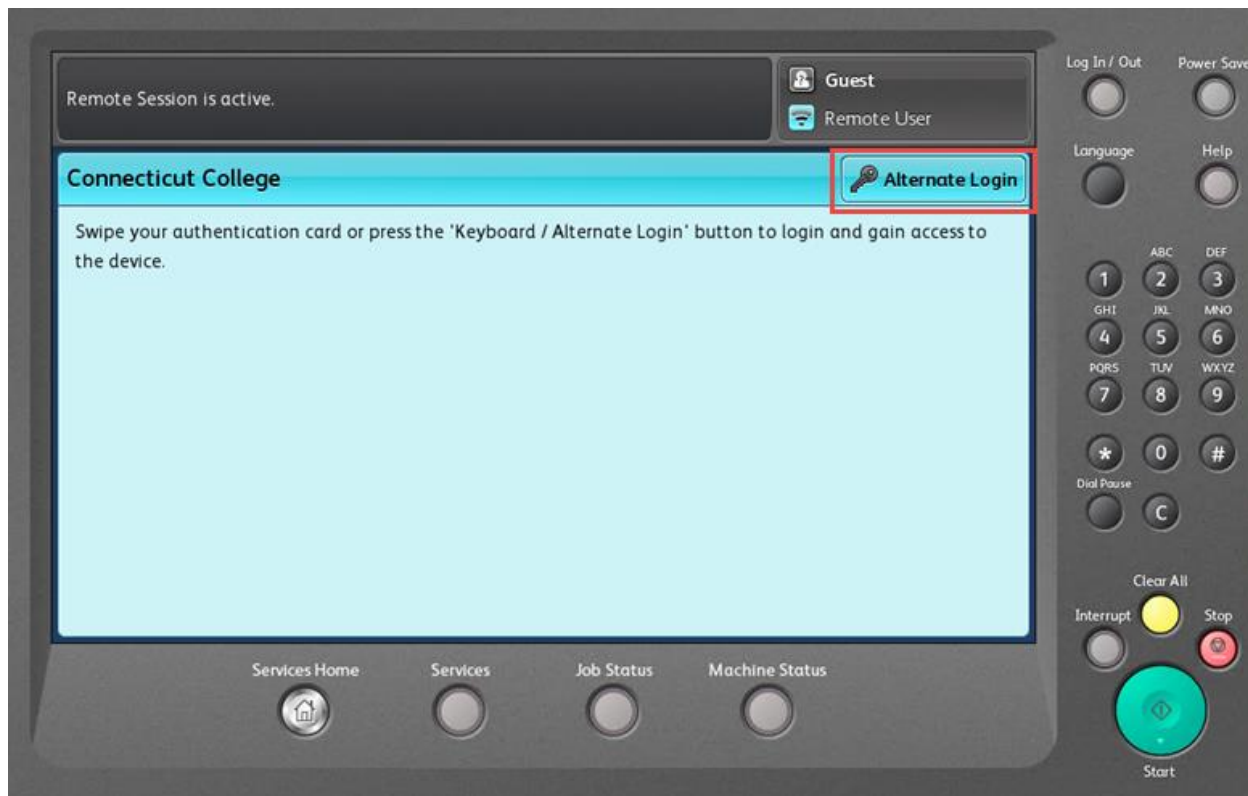 Remote Session is active.
Guest
Remote User
Log In / Out
Power Save
Connecticut College
Alternate Login
Language
Help
Swipe your authentication card or press the 'Keyboard / Alternate Login' button to login and gain access to
the device.
ABC DEF
1 2 3
GHI JKL MNO
4 5 6
PQRS TUV WXYZ
7 8 9
* 0 #
Dial Pause
C
Clear All
Interrupt
Stop
Services Home
Services
Job Status
Machine Status
Start